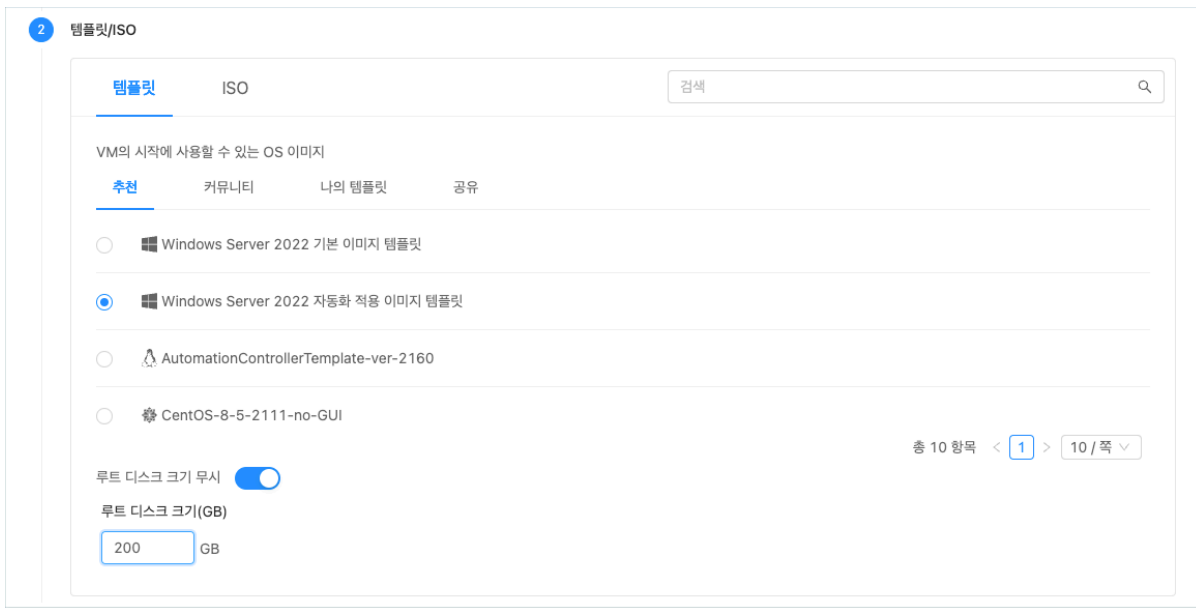 2 템플릿/ISO
템플릿 ISO 검색
VM의 시작에 사용할 수 있는 OS 이미지
추천 커뮤니티 나의 템플릿 공유
Windows Server 2022 기본 이미지 템플릿
Windows Server 2022 자동화 적용 이미지 템플릿
AutomationControllerTemplate-ver-2160
CentOS-8-5-2111-no-GUI
총 10 항목 < 1 > 10 / 쪽
루트 디스크 크기 무시
루트 디스크 크기(GB)
200 GB